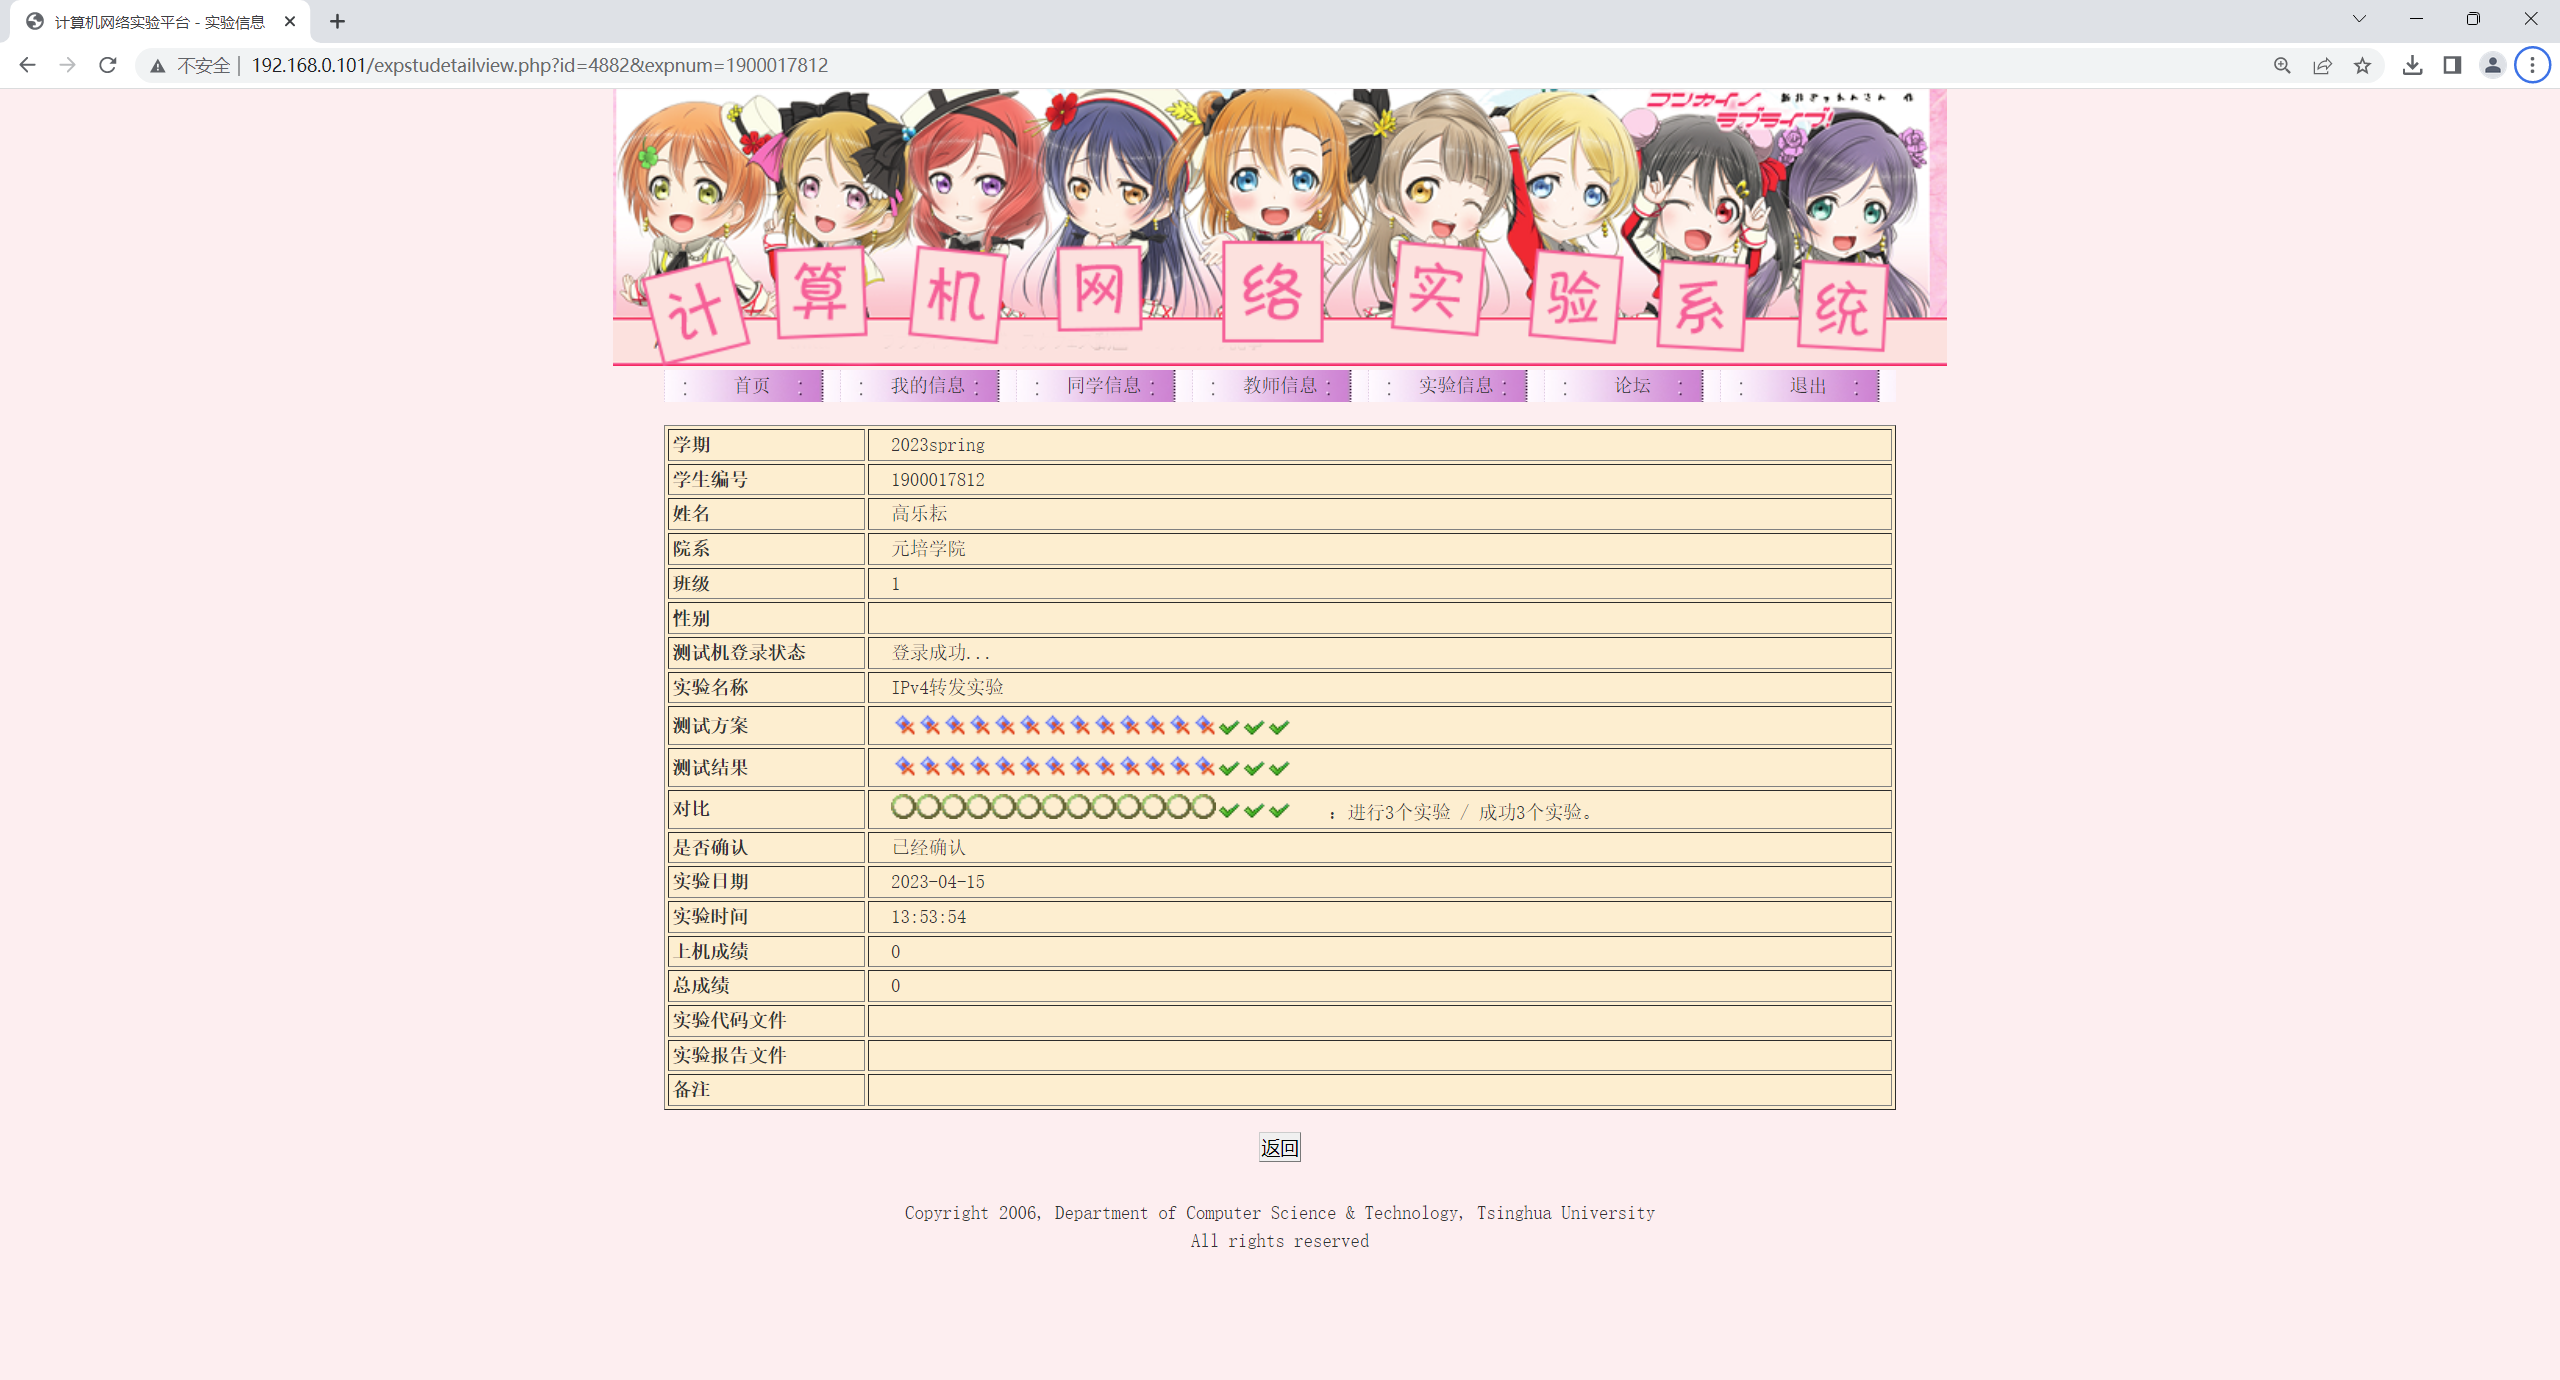 计算机网络实验平台 - 实验信息
不安全 | 192.168.0.101/expstudetailview.php?id=4882&expnum=1900017812
ラブライブ!
计算机网络实验系统
: 首页 : : 我的信息 : : 同学信息 : : 教师信息 : : 实验信息 : : 论坛 : : 退出 :
学期 2023spring
学生编号 1900017812
姓名 高乐耘
院系 元培学院
班级 1
性别
测试机登录状态 登录成功...
实验名称 IPv4转发实验
测试方案
测试结果
对比 : 进行3个实验 / 成功3个实验。
是否确认 已经确认
实验日期 2023-04-15
实验时间 13:53:54
上机成绩 0
总成绩 0
实验代码文件
实验报告文件
备注
返回
Copyright 2006, Department of Computer Science & Technology, Tsinghua University
All rights reserved